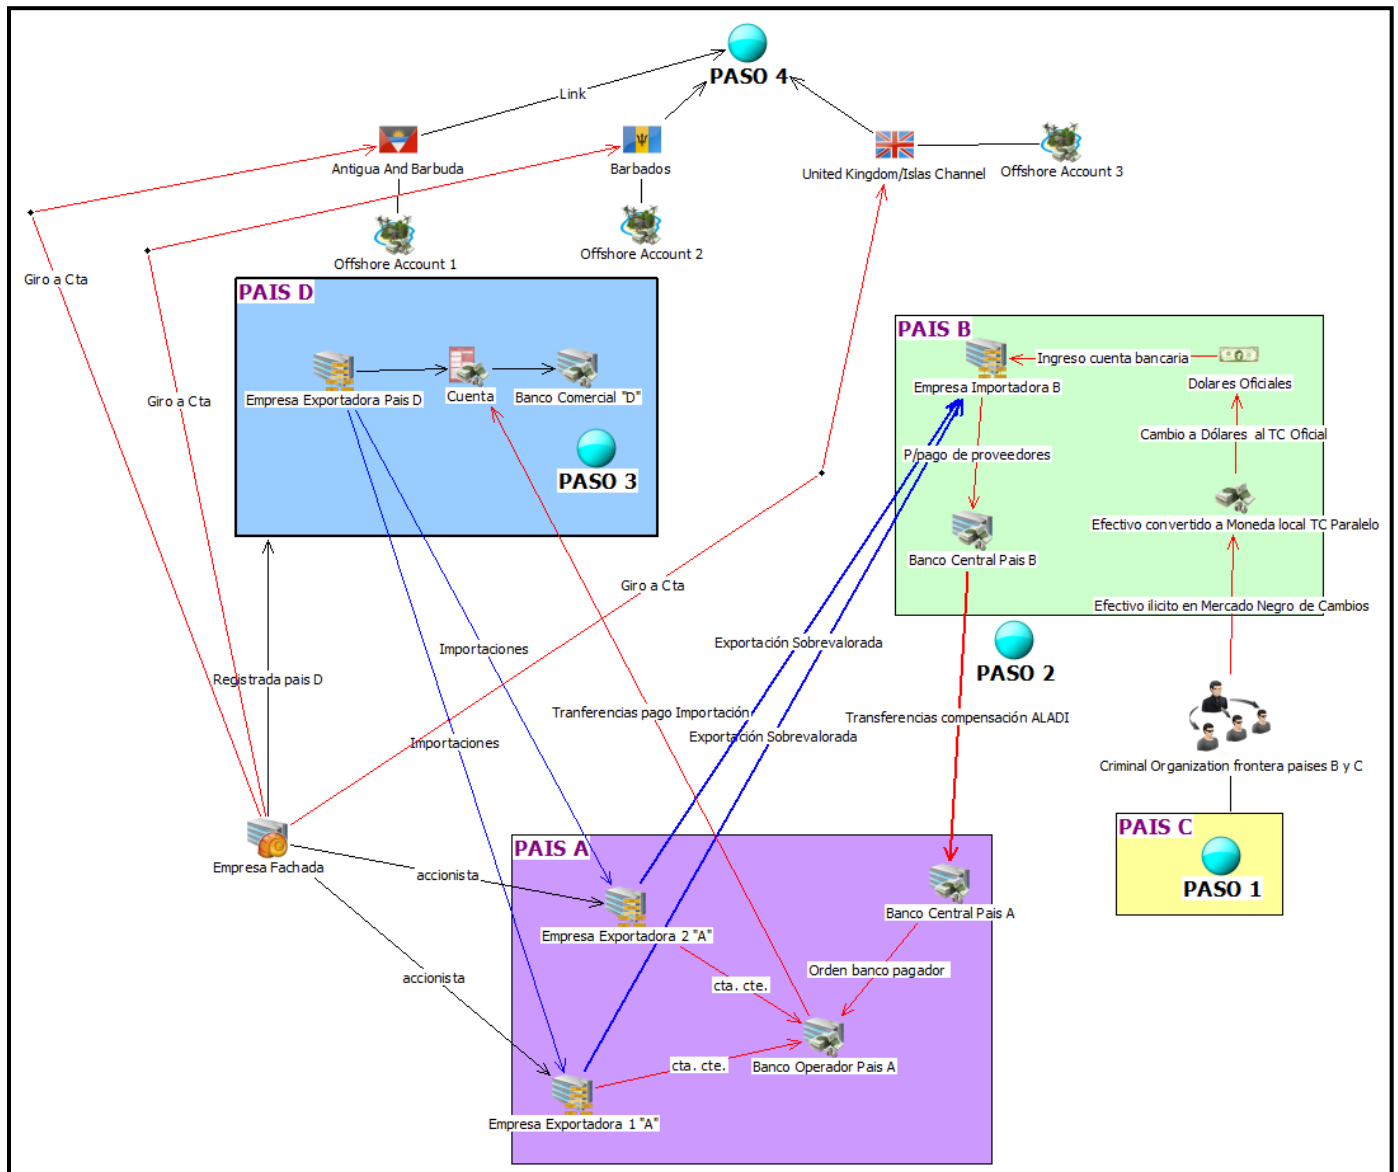 PASO 4
Link
Antigua And Barbuda
Barbados
United Kingdom/Islas Channel
Offshore Account 3
Offshore Account 1
Offshore Account 2
Giro a Cta
PAIS D
PAIS B
Ingreso cuenta bancaria
Empresa Importadora B
Dolares Oficiales
Empresa Exportadora Pais D
Cuenta
Banco Comercial "D"
Giro a Cta
Cambio a Dólares al TC Oficial
P/pago de proveedores
PASO 3
Efectivo convertido a Moneda local TC Paralelo
Banco Central Pais B
Giro a Cta
Efectivo ilicito en Mercado Negro de Cambios
Importaciones
Exportación Sobrevalorada
PASO 2
Registrada pais D
Tranferencias pago Importación
Transferencias compensación ALADI
Importaciones
Exportación Sobrevalorada
Criminal Organization frontera paises B y C
PAIS C
PASO 1
PAIS A
Empresa Fachada
accionista
Banco Central Pais A
Empresa Exportadora 2 "A"
accionista
Orden banco pagador
cta. cte.
cta. cte.
Banco Operador Pais A
Empresa Exportadora 1 "A"